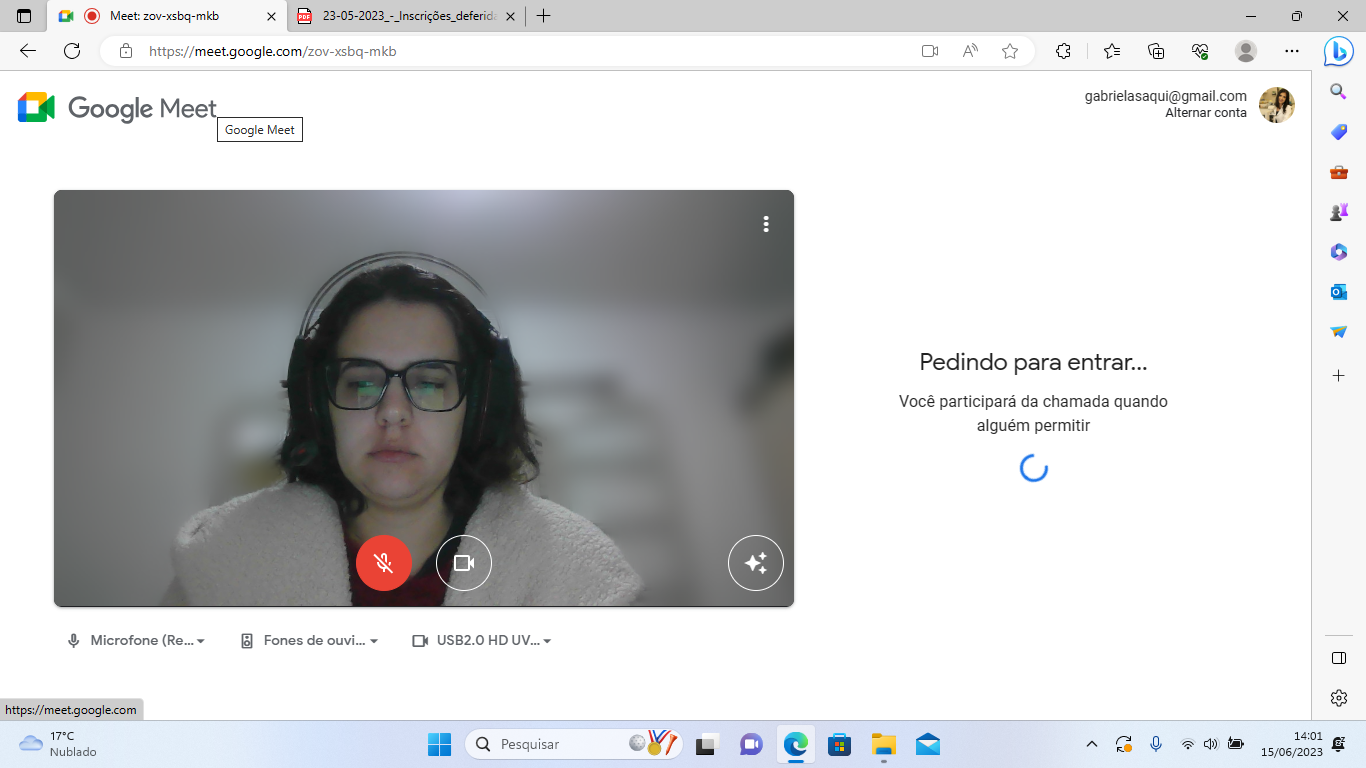 Meet: zov-xsbq-mkb
PDF
23-05-2023_-_Inscrições_deferida
https://meet.google.com/zov-xsbq-mkb
Google Meet
Google Meet
gabrielasaqui@gmail.com
Alternar conta
Pedindo para entrar...
Você participará da chamada quando
alguém permitir
Microfone (Re...
Fones de ouvi...
USB2.0 HD UV...
https://meet.google.com
17°C
Nublado
Pesquisar
14:01
15/06/2023